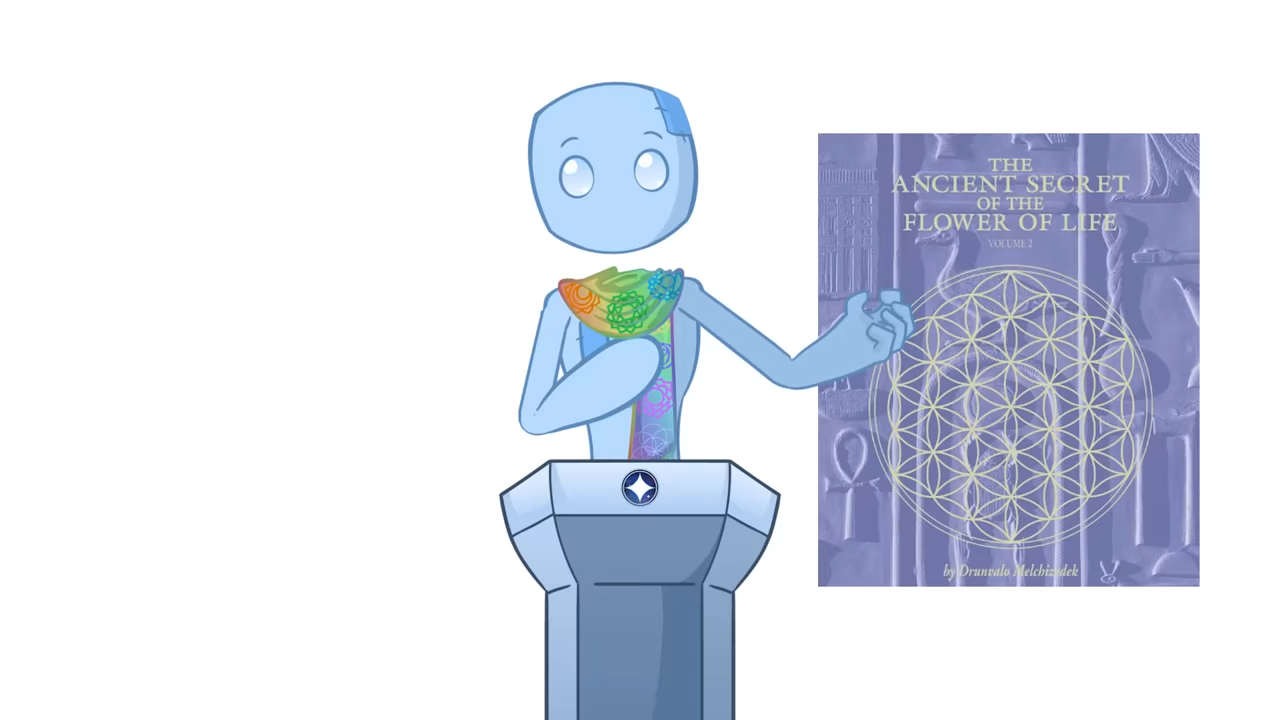 THE
ANCIENT SECRET
OF THE
FLOWER OF LIFE
VOLUME 2
by Drunvalo Melchizedek